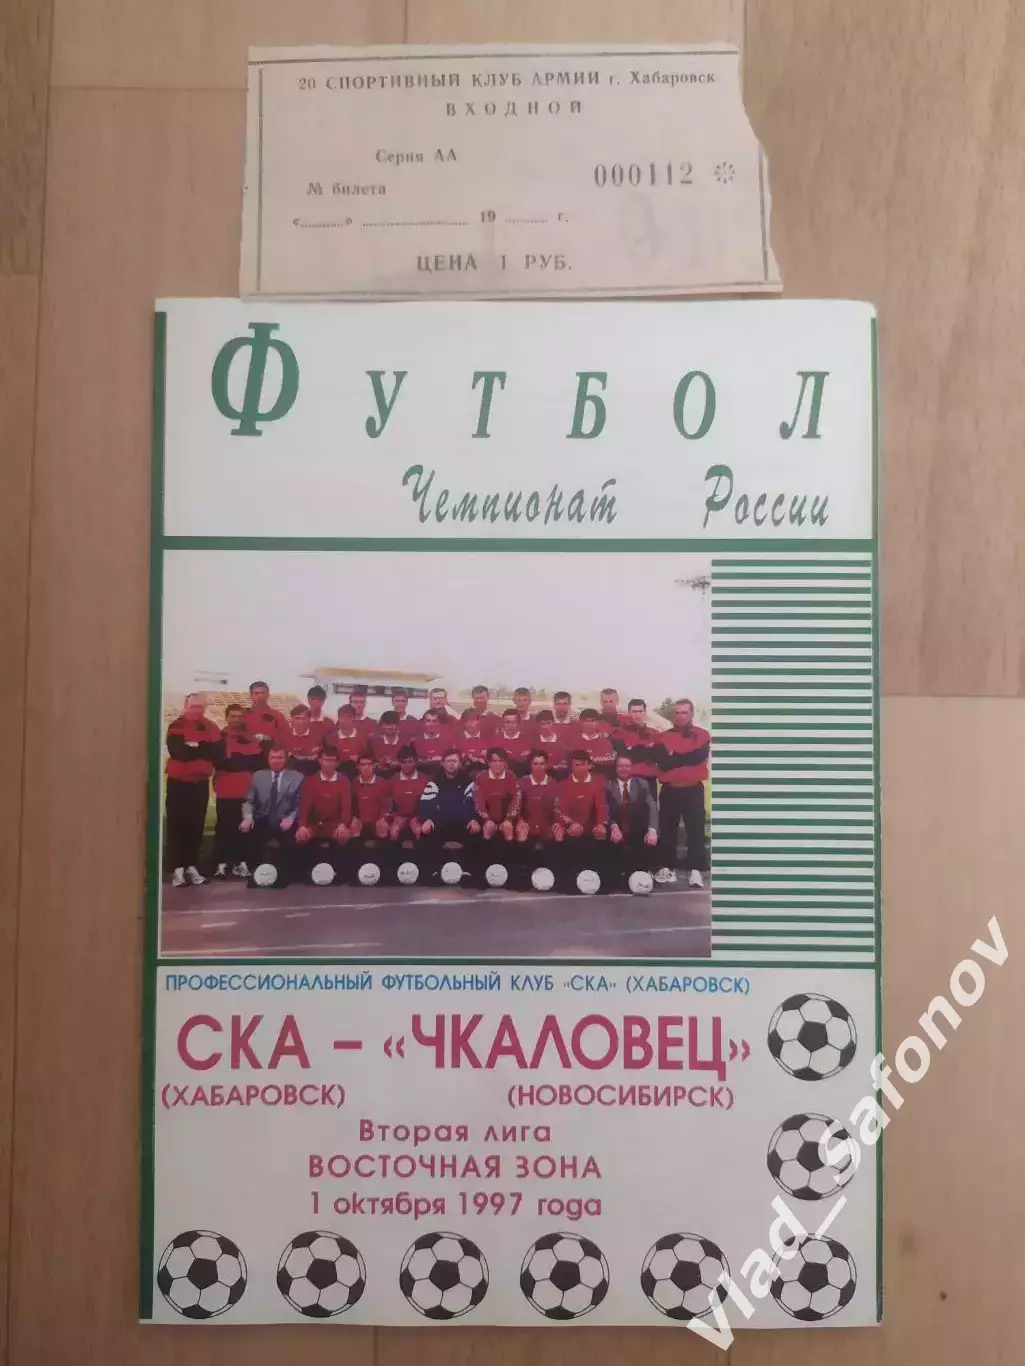 20 СПОРТИВНЫЙ КЛУБ АРМИИ г. Хабаровск
ВХОДНОЙ
Серия АА
№ билета 000112
«........» .......................... 19 .......... г.
ЦЕНА 1 РУБ.
ФУТБОЛ
Чемпионат России
ПРОФЕССИОНАЛЬНЫЙ ФУТБОЛЬНЫЙ КЛУБ «СКА» (ХАБАРОВСК)
СКА – «ЧКАЛОВЕЦ»
(ХАБАРОВСК) (НОВОСИБИРСК)
Вторая лига
ВОСТОЧНАЯ ЗОНА
1 октября 1997 года
Vlad_Safonov